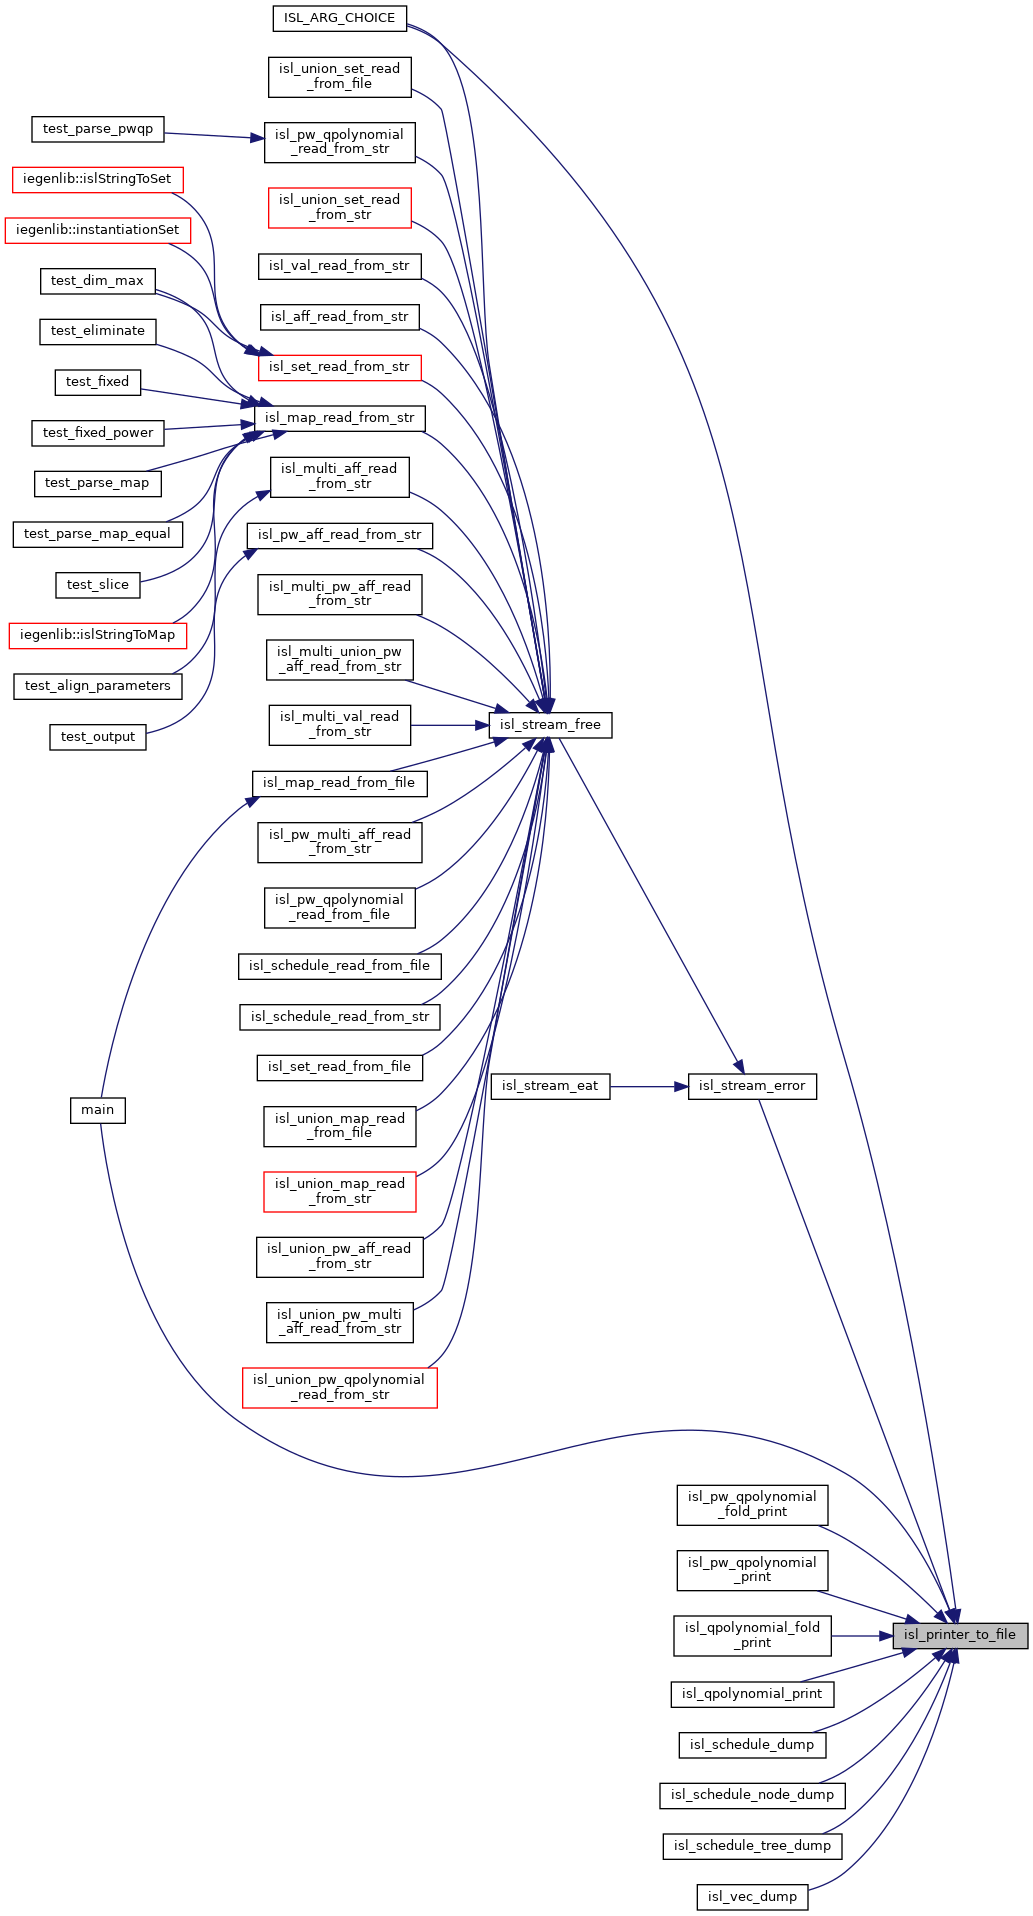 ISL_ARG_CHOICE
isl_union_set_read
_from_file
test_parse_pwqp
isl_pw_qpolynomial
_read_from_str
iegenlib::islStringToSet
isl_union_set_read
_from_str
iegenlib::instantiationSet
isl_val_read_from_str
test_dim_max
isl_aff_read_from_str
test_eliminate
isl_set_read_from_str
test_fixed
isl_map_read_from_str
test_fixed_power
isl_multi_aff_read
_from_str
test_parse_map
test_parse_map_equal
isl_pw_aff_read_from_str
test_slice
isl_multi_pw_aff_read
_from_str
iegenlib::islStringToMap
isl_multi_union_pw
_aff_read_from_str
test_align_parameters
isl_multi_val_read
_from_str
isl_stream_free
test_output
isl_map_read_from_file
isl_pw_multi_aff_read
_from_str
isl_pw_qpolynomial
_read_from_file
isl_schedule_read_from_file
isl_schedule_read_from_str
isl_set_read_from_file
isl_stream_eat
isl_stream_error
main
isl_union_map_read
_from_file
isl_union_map_read
_from_str
isl_union_pw_aff_read
_from_str
isl_union_pw_multi
_aff_read_from_str
isl_union_pw_qpolynomial
_read_from_str
isl_pw_qpolynomial
_fold_print
isl_pw_qpolynomial
_print
isl_qpolynomial_fold
_print
isl_printer_to_file
isl_qpolynomial_print
isl_schedule_dump
isl_schedule_node_dump
isl_schedule_tree_dump
isl_vec_dump